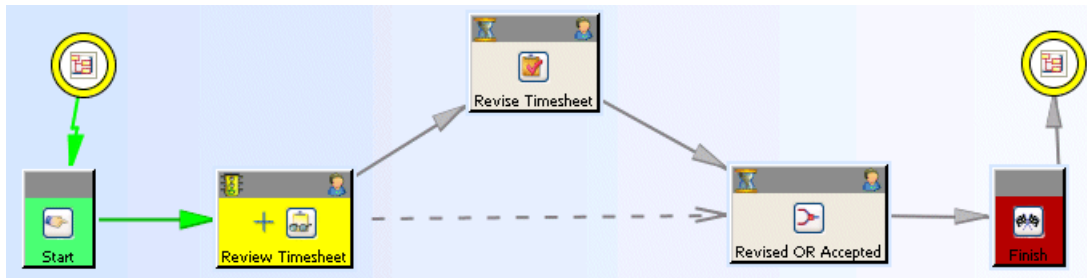 Revise Timesheet
Start
Review Timesheet
Revised OR Accepted
Finish